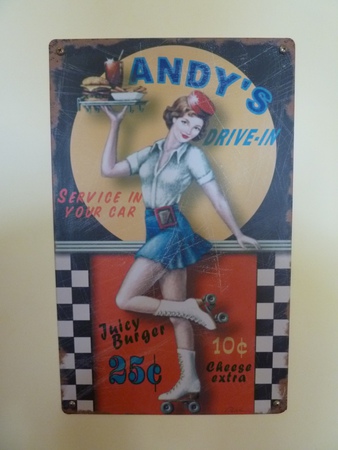 ANDY'S
DRIVE-IN
SERVICE IN
YOUR CAR
Juicy
Burger
25¢
10¢
Cheese
extra